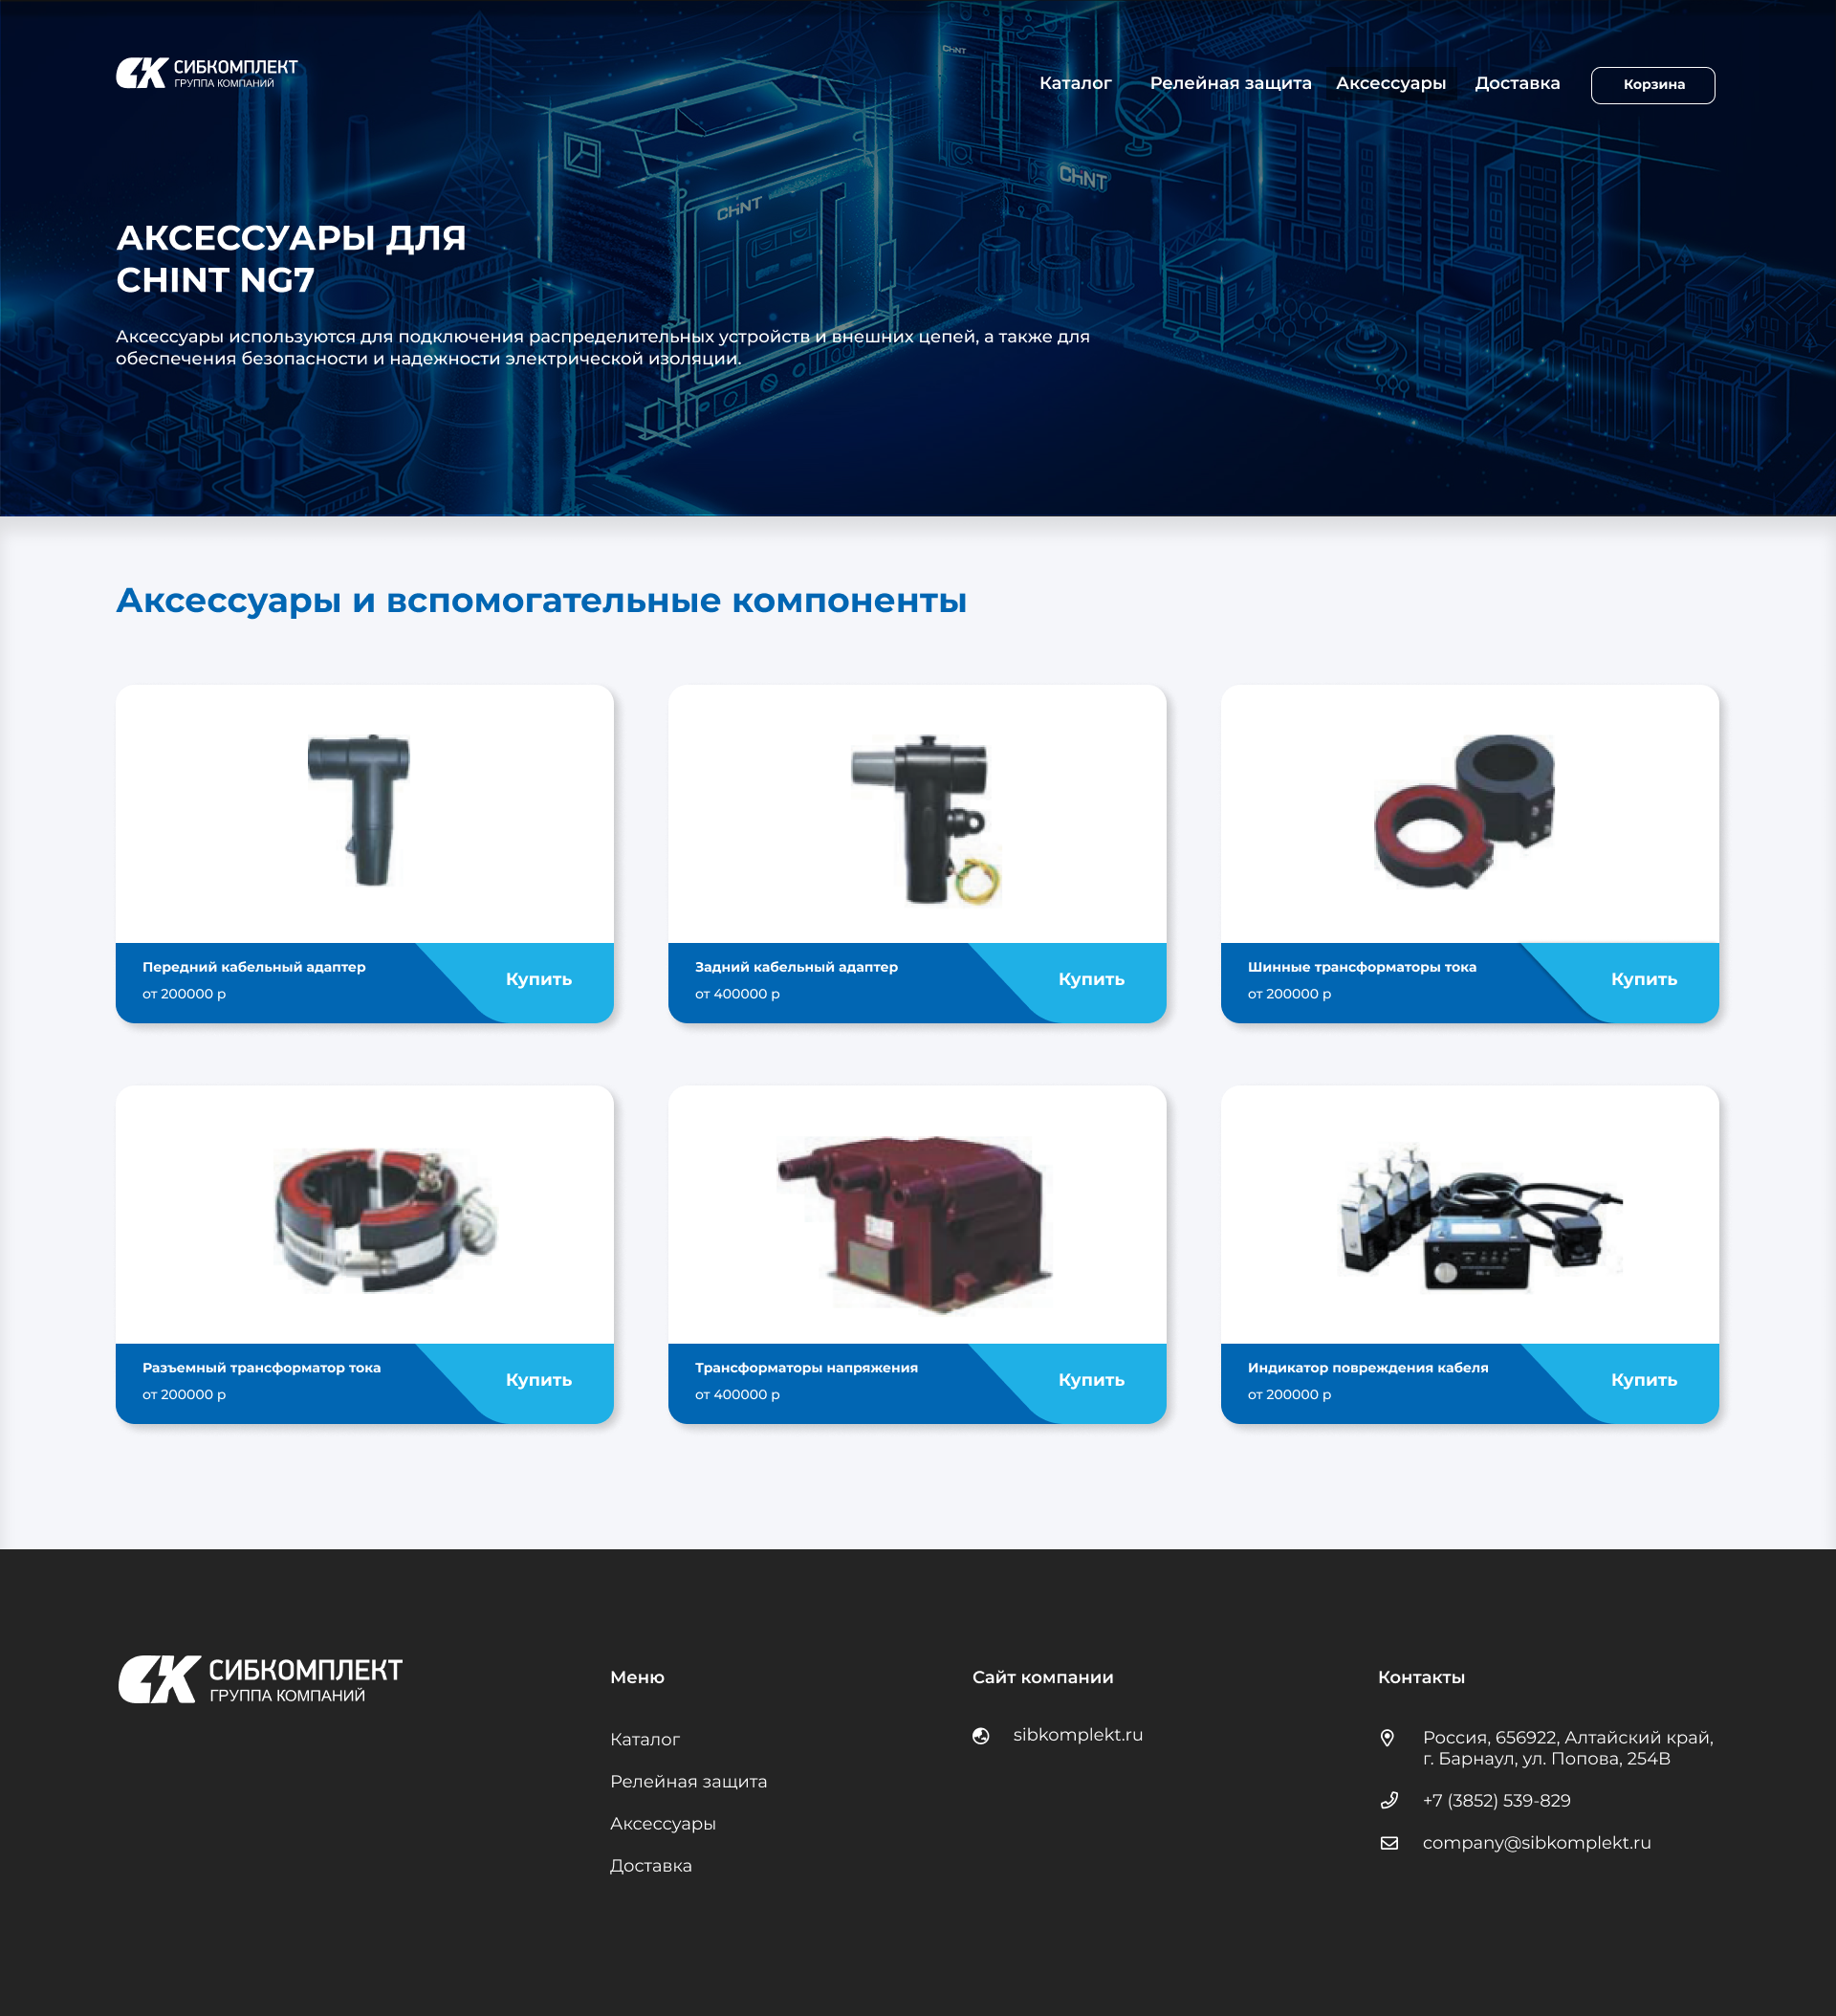 СИБКОМПЛЕКТ
ГРУППА КОМПАНИЙ
Каталог
Релейная защита
Аксессуары
Доставка
Корзина
CHINT
CHINT
CHINT
АКСЕССУАРЫ ДЛЯ
CHINT NG7
Аксессуары используются для подключения распределительных устройств и внешних цепей, а также для
обеспечения безопасности и надежности электрической изоляции.
Аксессуары и вспомогательные компоненты
Передний кабельный адаптер
от 200000 р
Купить
Задний кабельный адаптер
от 400000 р
Купить
Шинные трансформаторы тока
от 200000 р
Купить
Разъемный трансформатор тока
от 200000 р
Купить
Трансформаторы напряжения
от 400000 р
Купить
Индикатор повреждения кабеля
от 200000 р
Купить
СИБКОМПЛЕКТ
ГРУППА КОМПАНИЙ
Меню
Каталог
Релейная защита
Аксессуары
Доставка
Сайт компании
sibkomplekt.ru
Контакты
Россия, 656922, Алтайский край,
г. Барнаул, ул. Попова, 254В
+7 (3852) 539-829
company@sibkomplekt.ru